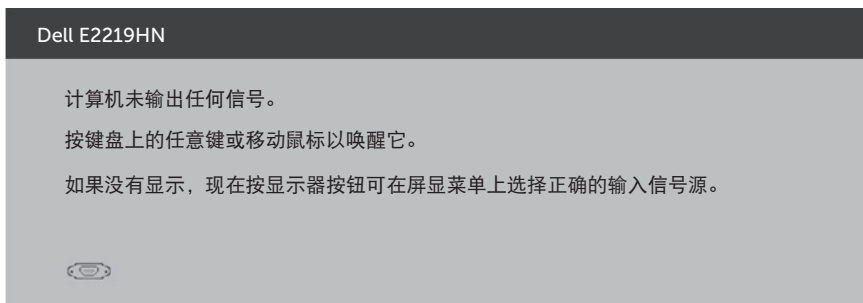 Dell E2219HN
计算机未输出任何信号。
按键盘上的任意键或移动鼠标以唤醒它。
如果没有显示，现在按显示器按钮可在屏显菜单上选择正确的输入信号源。